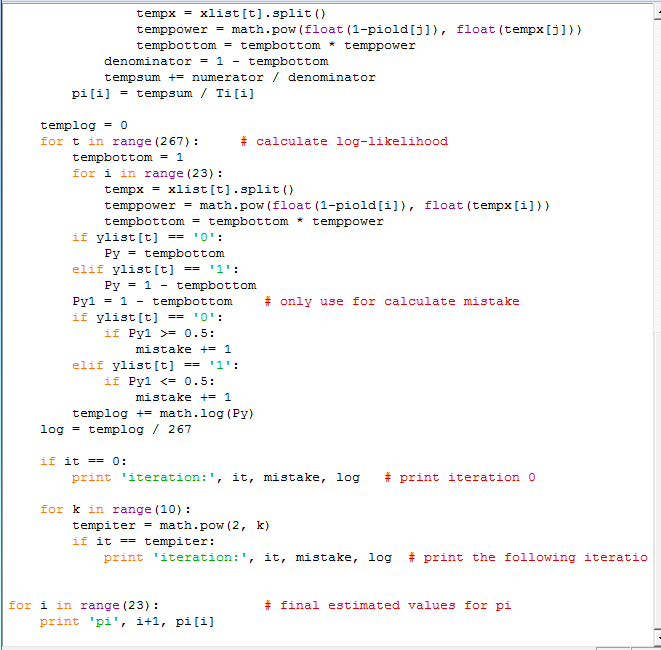 tempx = xlist[t].split()
                temppower = math.pow(float(1-piold[j]), float(tempx[j]))
                tempbottom = tempbottom * temppower
            denominator = 1 - tempbottom
            tempsum += numerator / denominator
        pi[i] = tempsum / Ti[i]

    templog = 0
    for t in range(267):     # calculate log-likelihood
        tempbottom = 1
        for i in range(23):
            tempx = xlist[t].split()
            temppower = math.pow(float(1-piold[i]), float(tempx[i]))
            tempbottom = tempbottom * temppower
        if ylist[t] == '0':
            Py = tempbottom
        elif ylist[t] == '1':
            Py = 1 - tempbottom
        Py1 = 1 - tempbottom    # only use for calculate mistake
        if ylist[t] == '0':
            if Py1 >= 0.5:
                mistake += 1
        elif ylist[t] == '1':
            if Py1 <= 0.5:
                mistake += 1
        templog += math.log(Py)
    log = templog / 267

    if it == 0:
        print 'iteration:', it, mistake, log   # print iteration 0

    for k in range(10):
        tempiter = math.pow(2, k)
        if it == tempiter:
            print 'iteration:', it, mistake, log  # print the following iteratio

for i in range(23):             # final estimated values for pi
    print 'pi', i+1, pi[i]